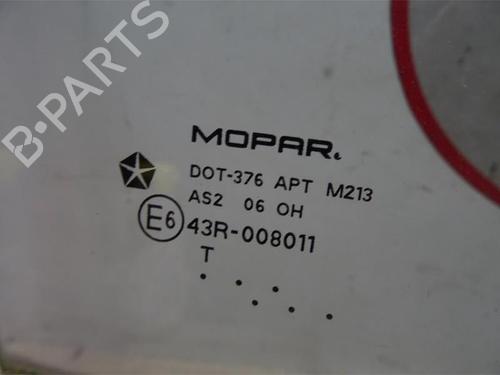 B-PARTS
MOPAR.
DOT-376 APT M213
AS2 06 OH
E6 43R-008011
T